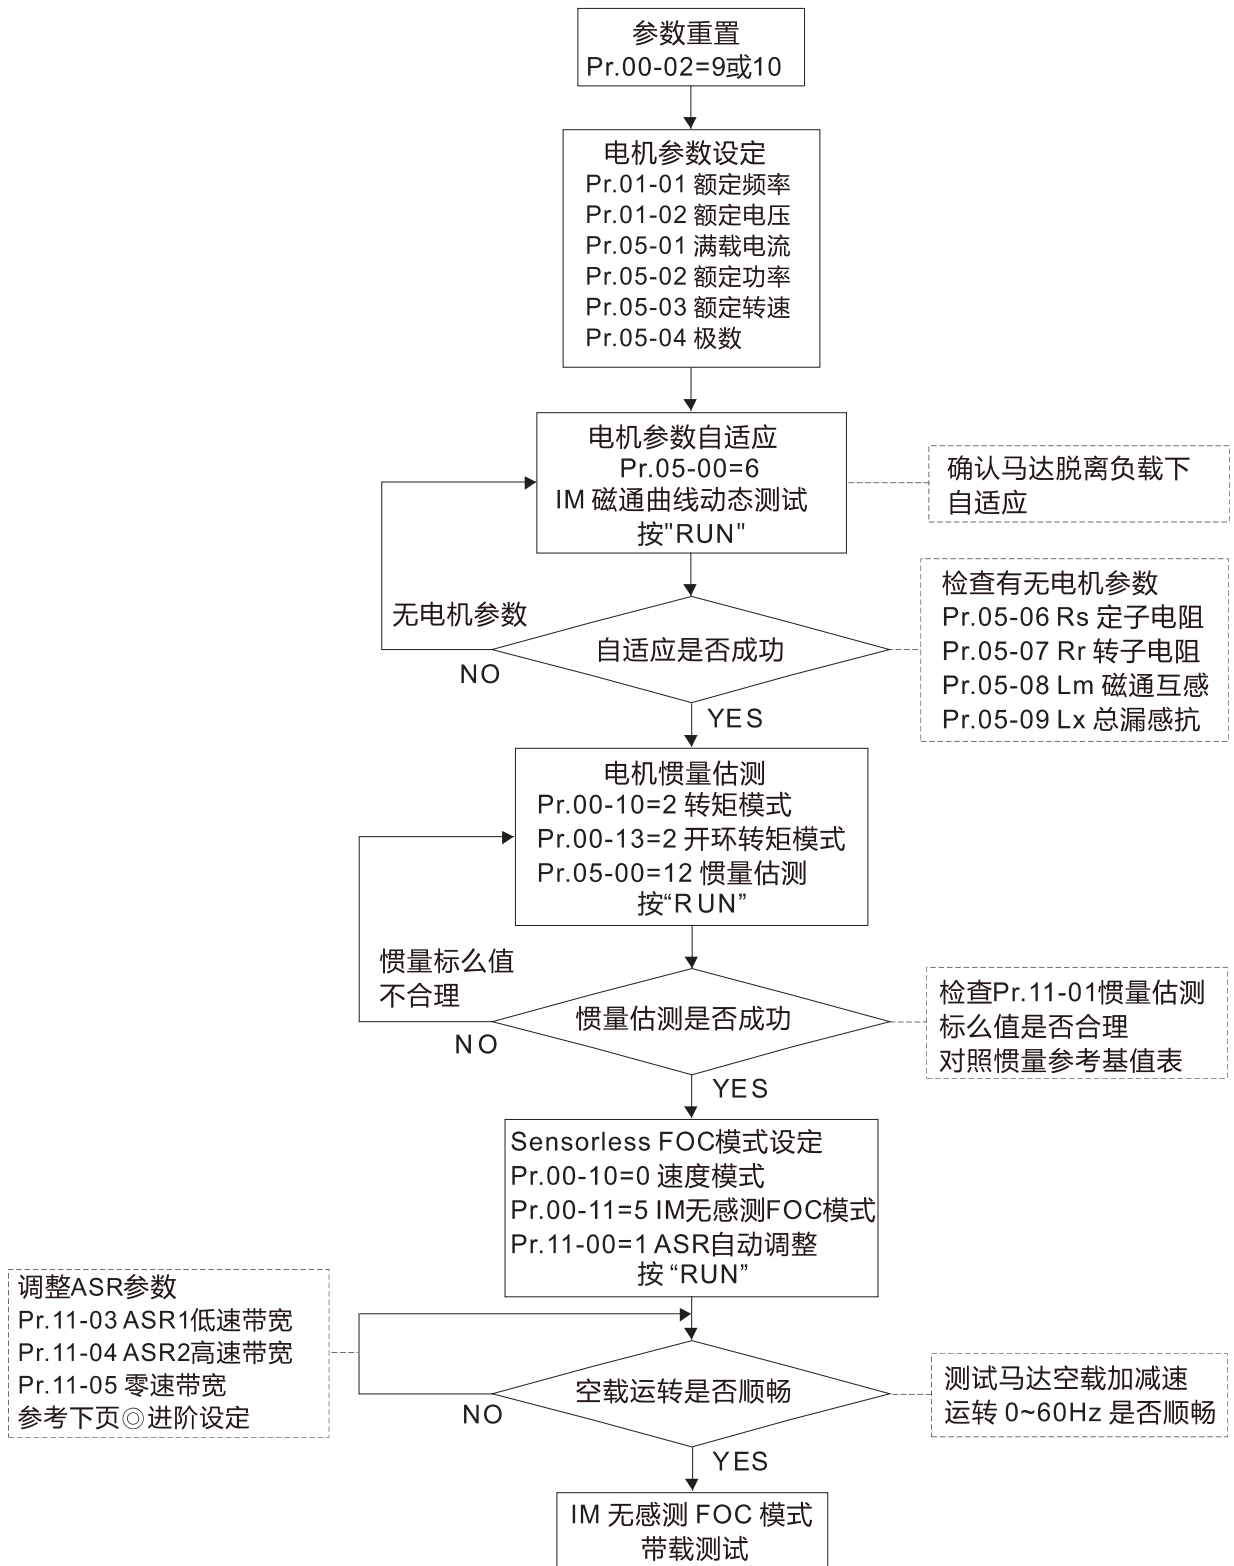 参数重置
Pr.00-02=9或10
电机参数设定
Pr.01-01 额定频率
Pr.01-02 额定电压
Pr.05-01 满载电流
Pr.05-02 额定功率
Pr.05-03 额定转速
Pr.05-04 极数
电机参数自适应
Pr.05-00=6
IM 磁通曲线动态测试
按"RUN"
确认马达脱离负载下
自适应
无电机参数
NO
自适应是否成功
YES
检查有无电机参数
Pr.05-06 Rs 定子电阻
Pr.05-07 Rr 转子电阻
Pr.05-08 Lm 磁通互感
Pr.05-09 Lx 总漏感抗
电机惯量估测
Pr.00-10=2 转矩模式
Pr.00-13=2 开环转矩模式
Pr.05-00=12 惯量估测
按“RUN”
惯量标么值
不合理
NO
惯量估测是否成功
YES
检查Pr.11-01惯量估测
标么值是否合理
对照惯量参考基值表
Sensorless FOC模式设定
Pr.00-10=0 速度模式
Pr.00-11=5 IM无感测FOC模式
Pr.11-00=1 ASR自动调整
按 “RUN”
调整ASR参数
Pr.11-03 ASR1低速带宽
Pr.11-04 ASR2高速带宽
Pr.11-05 零速带宽
参考下页◎进阶设定
NO
空载运转是否顺畅
YES
测试马达空载加减速
运转 0~60Hz 是否顺畅
IM 无感测 FOC 模式
带载测试